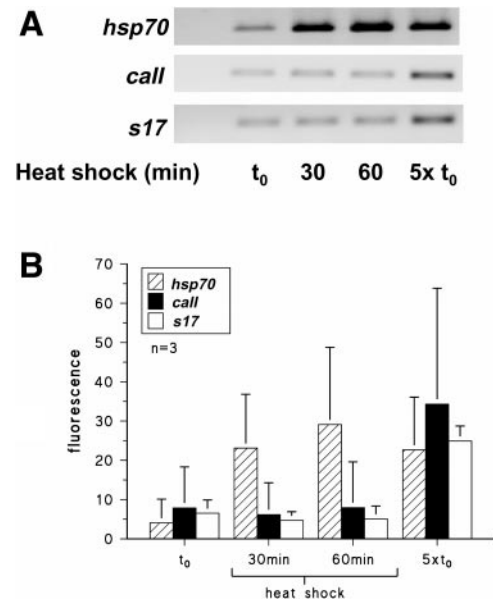 A
hsp70
call
s17
Heat shock (min) t₀ 30 60 5x t₀
B
70
60
50
40
30
20
10
0
fluorescence
hsp70
call
s17
n=3
t₀ 30min 60min 5xt₀
heat shock